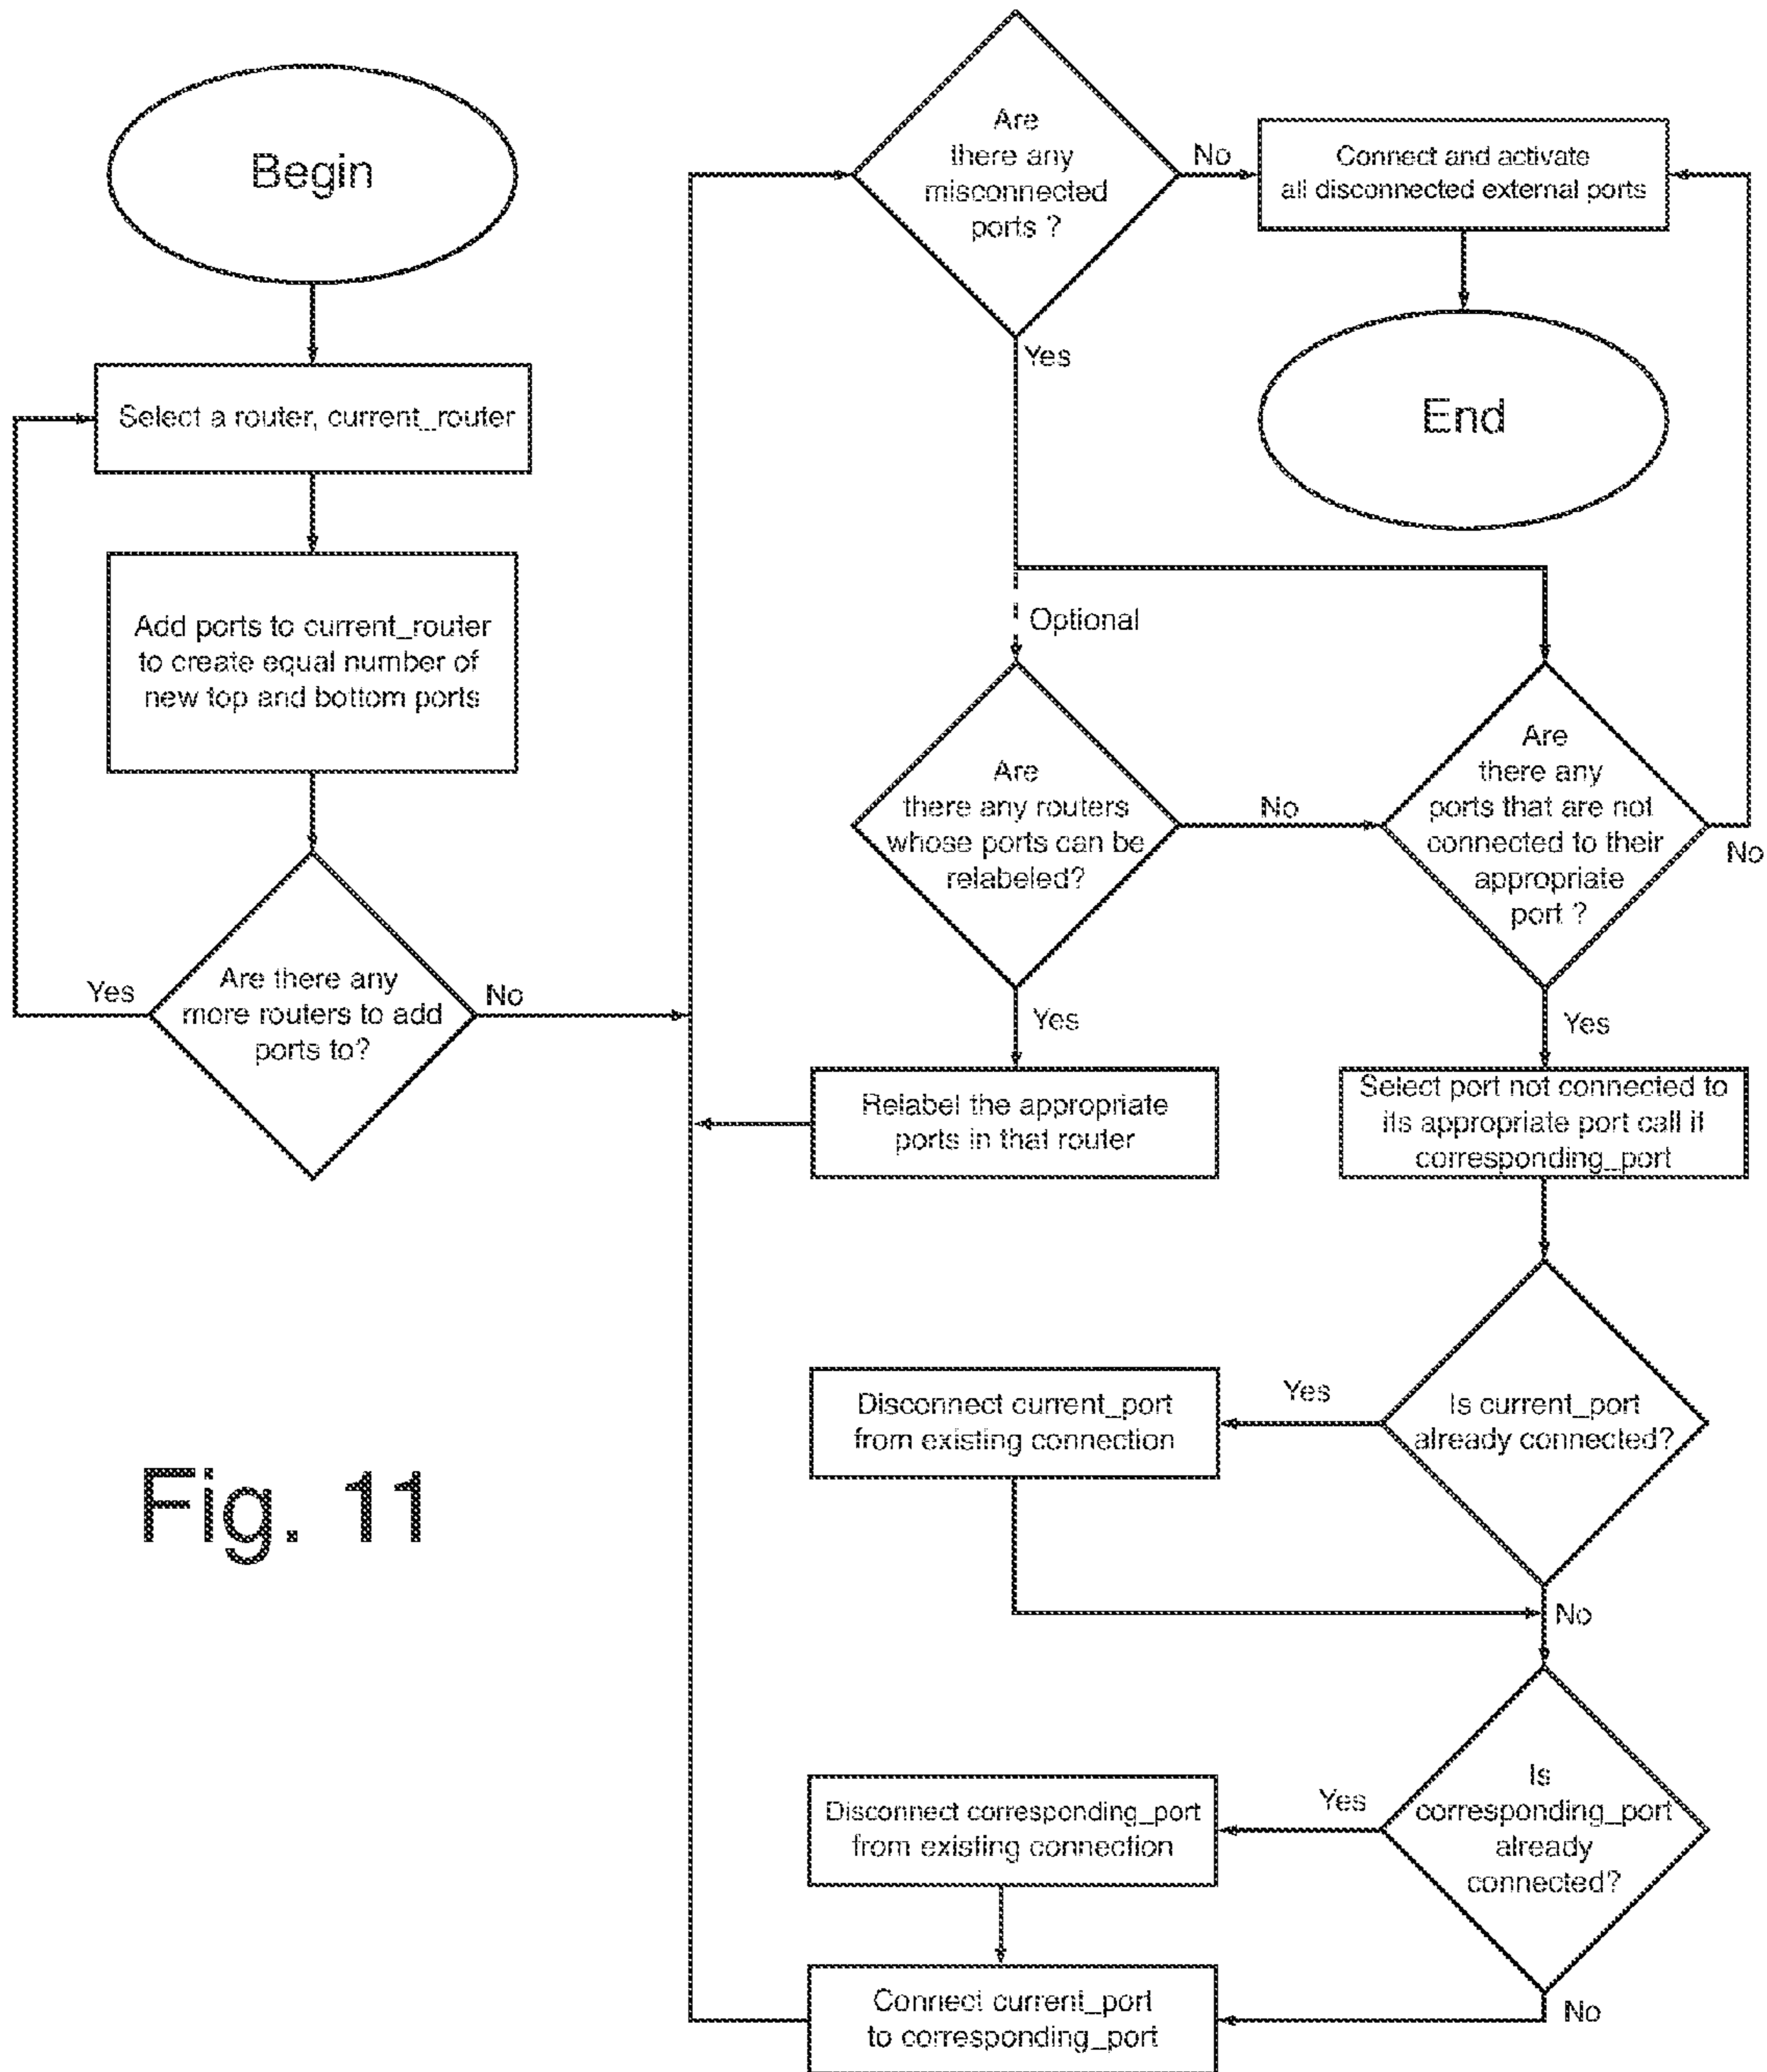 Begin
Select a router, current_router
Add ports to current_router
to create equal number of
new top and bottom ports
Are there any
more routers to add
ports to?
Yes
No
Are
there any
misconnected
ports ?
No
Yes
Connect and activate
all disconnected external ports
End
Optional
Are
there any routers
whose ports can be
relabeled?
No
Yes
Relabel the appropriate
ports in that router
Are
there any
ports that are not
connected to their
appropriate
port ?
No
Yes
Select port not connected to
its appropriate port call it
corresponding_port
Is current_port
already connected?
Yes
No
Disconnect current_port
from existing connection
Is
corresponding_port
already
connected?
Yes
No
Disconnect corresponding_port
from existing connection
Connect current_port
to corresponding_port
Fig. 11